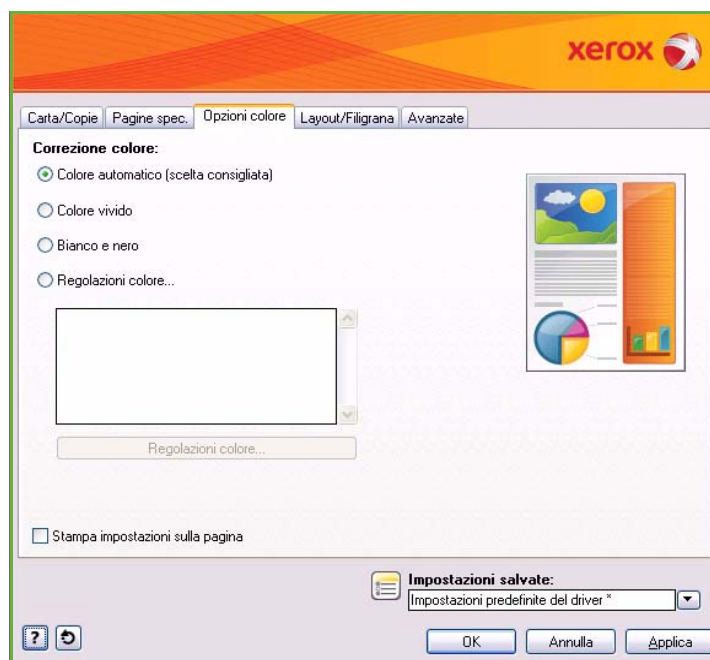 xerox
Carta/Copie Pagine spec. Opzioni colore Layout/Filigrana Avanzate
Correzione colore:
Colore automatico (scelta consigliata)
Colore vivido
Bianco e nero
Regolazioni colore...
Regolazioni colore...
Stampa impostazioni sulla pagina
Impostazioni salvate:
Impostazioni predefinite del driver *
? OK Annulla Applica